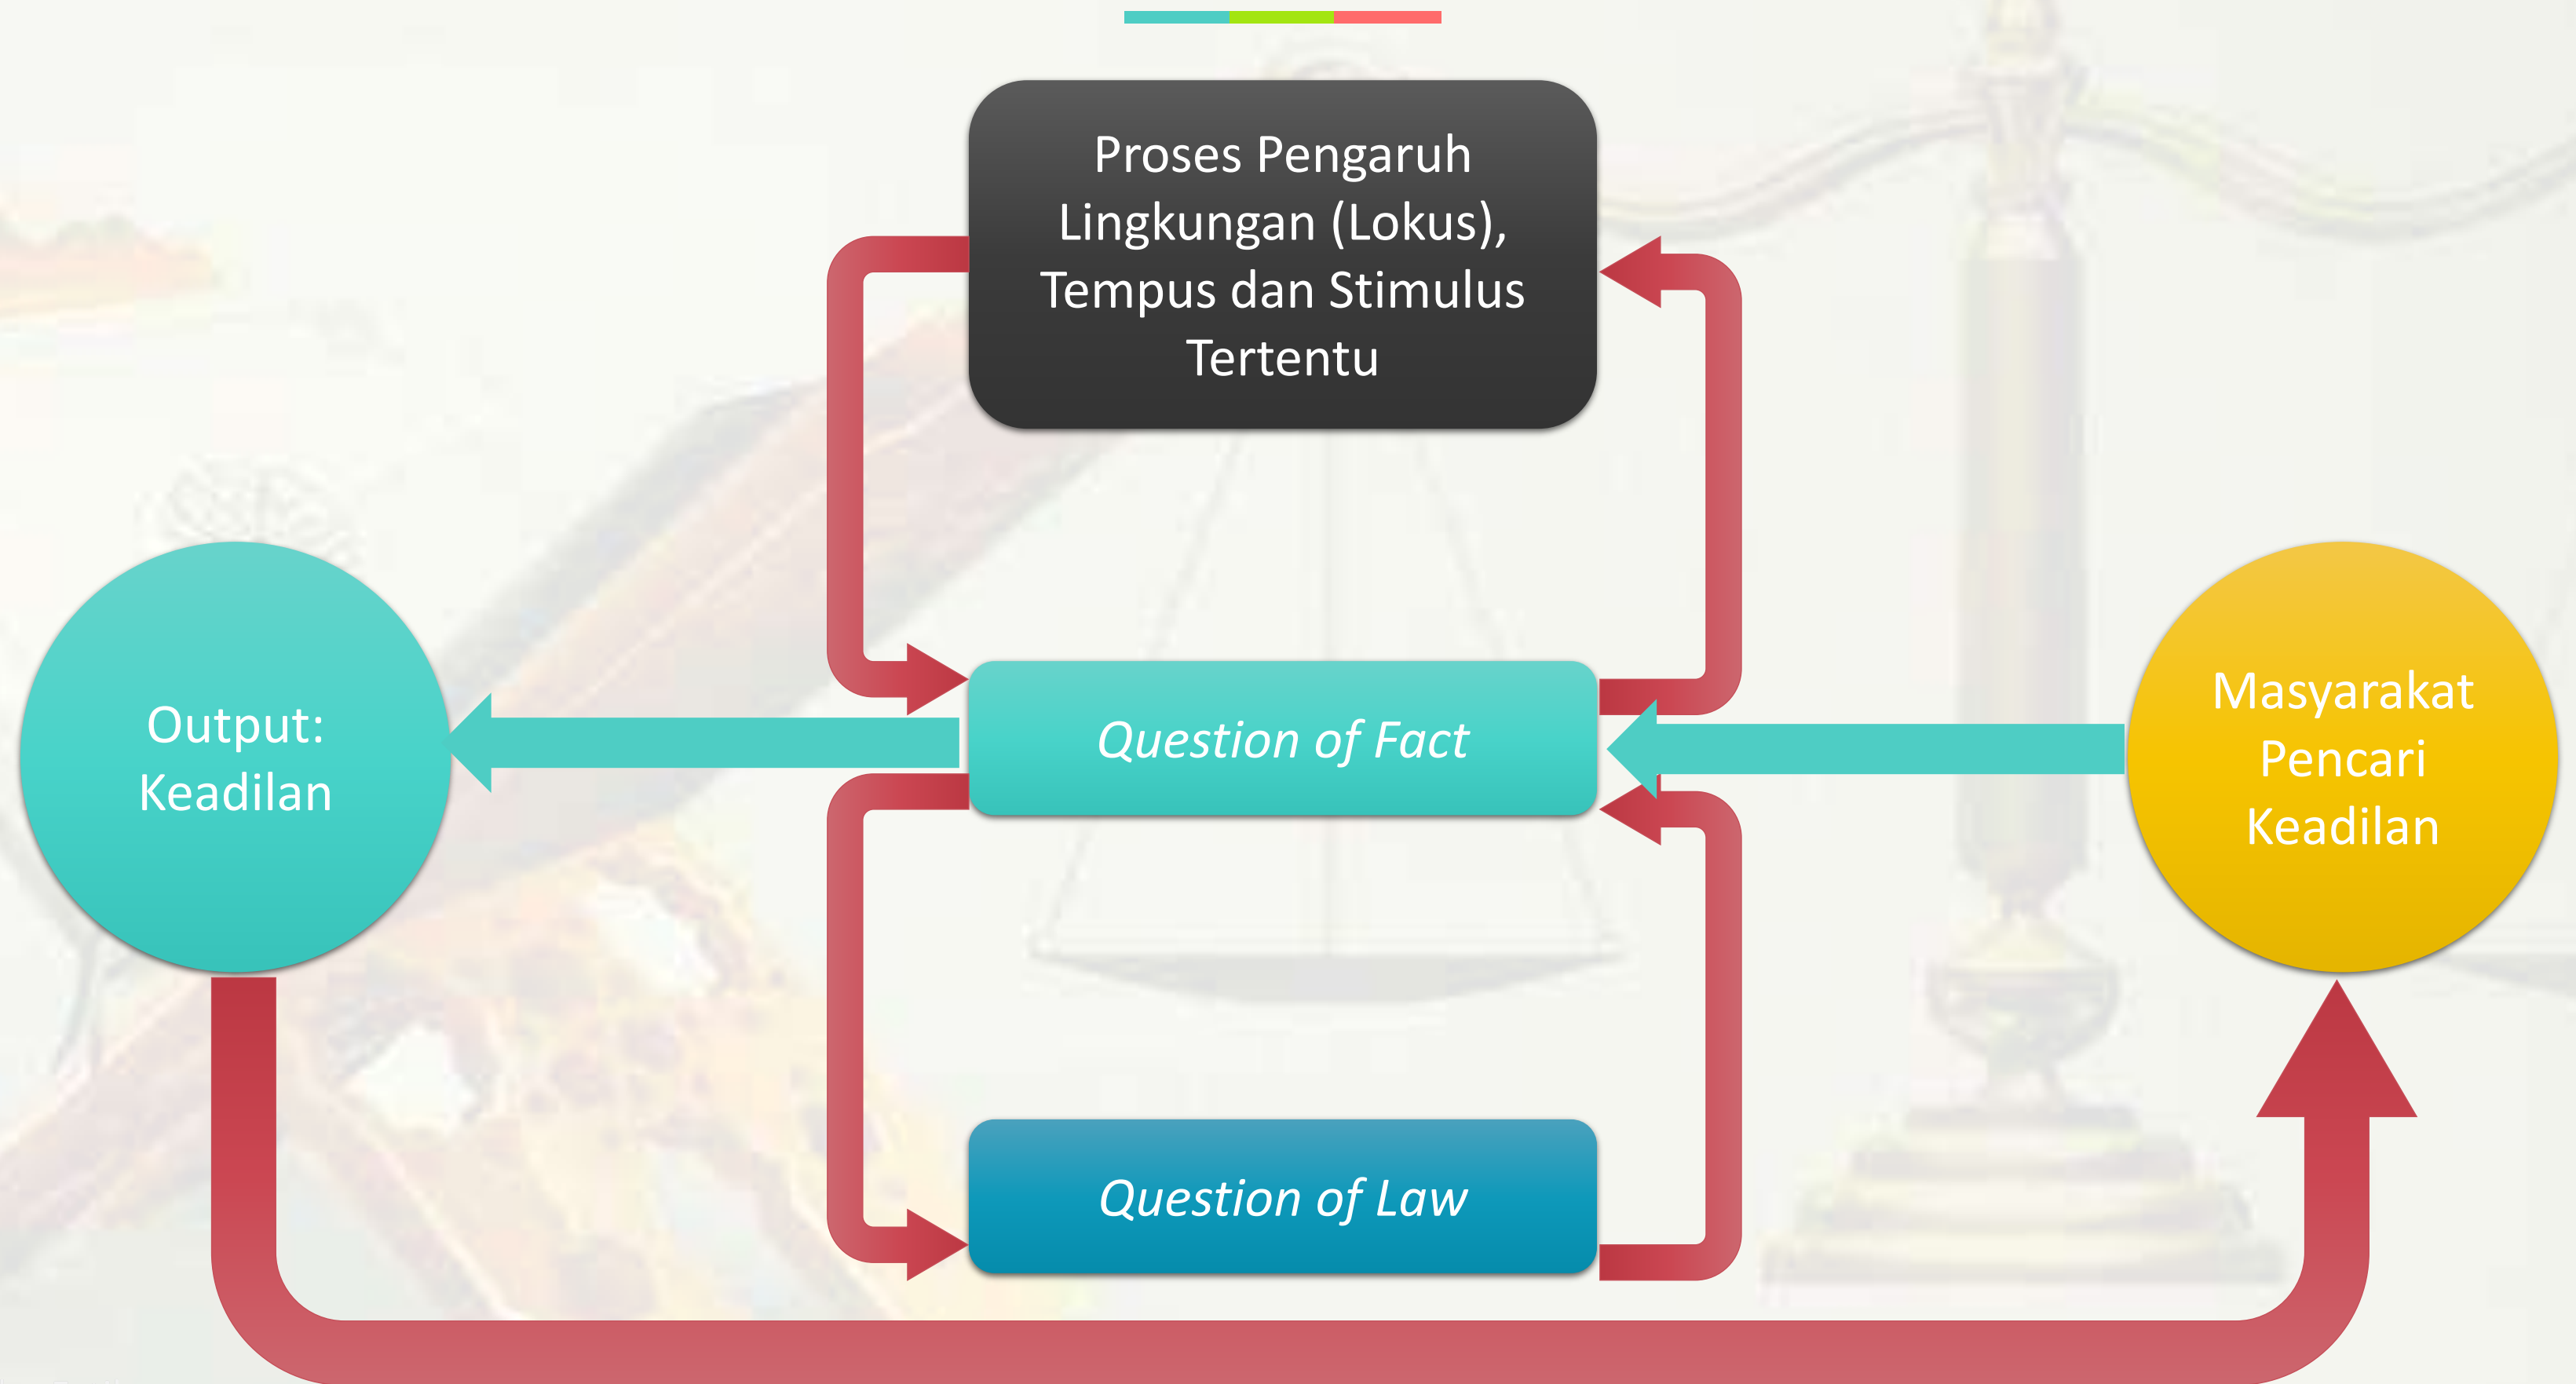 Proses Pengaruh
Lingkungan (Lokus),
Tempus dan Stimulus
Tertentu
Output:
Keadilan
Question of Fact
Masyarakat
Pencari
Keadilan
Question of Law